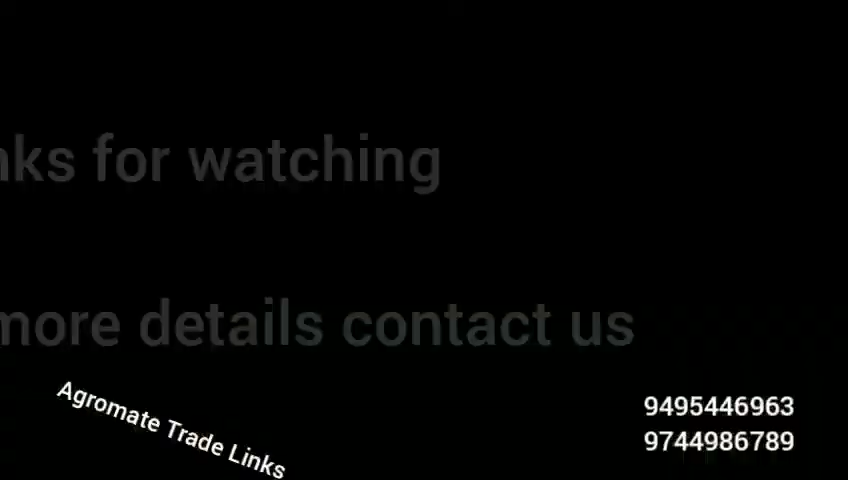 nks for watching
more details contact us
Agromate Trade Links
9495446963
9744986789